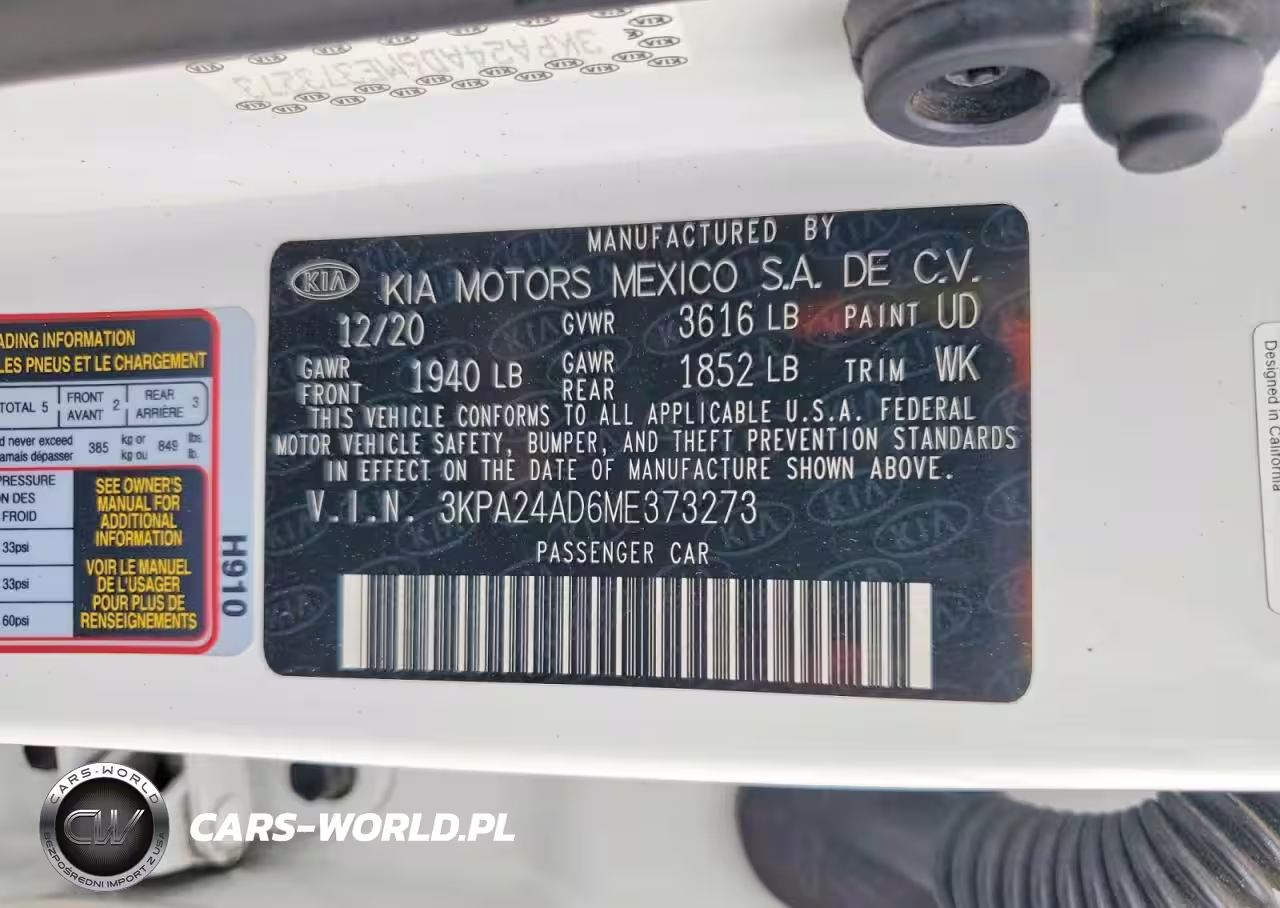 3KPA24AD6ME373273
MANUFACTURED BY
KIA
KIA MOTORS MEXICO S.A. DE C.V.
12/20 GVWR 3616 LB PAINT UD
GAWR FRONT 1940 LB GAWR REAR 1852 LB TRIM WK
THIS VEHICLE CONFORMS TO ALL APPLICABLE U.S.A. FEDERAL
MOTOR VEHICLE SAFETY, BUMPER, AND THEFT PREVENTION STANDARDS
IN EFFECT ON THE DATE OF MANUFACTURE SHOWN ABOVE.
V.I.N. 3KPA24AD6ME373273
PASSENGER CAR
ADING INFORMATION
LES PNEUS ET LE CHARGEMENT
TOTAL 5 FRONT AVANT 2 REAR ARRIÈRE 3
d never exceed 385 kg or 849 lbs.
amais dépasser kg ou lb.
PRESSURE
ON DES
FROID
33psi
33psi
60psi
SEE OWNER'S
MANUAL FOR
ADDITIONAL
INFORMATION
VOIR LE MANUEL
DE L'USAGER
POUR PLUS DE
RENSEIGNEMENTS
H910
Designed in California
CARS-WORLD
CW
BEZPOŚREDNI IMPORT Z USA
CARS-WORLD.PL